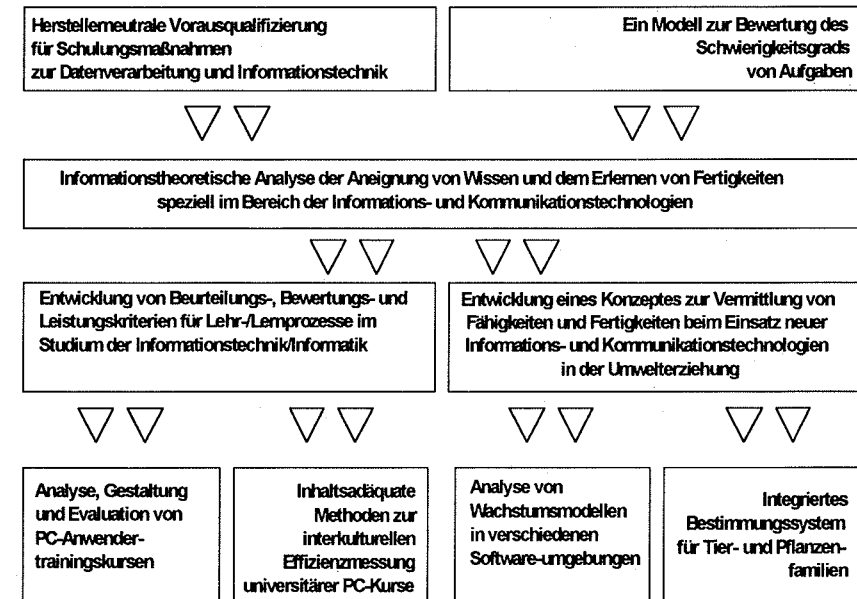 Herstellerneutrale Vorausqualifizierung
für Schulungsmaßnahmen
zur Datenverarbeitung und Informationstechnik
Ein Modell zur Bewertung des
Schwierigkeitsgrads
von Aufgaben
Informationstheoretische Analyse der Aneignung von Wissen und dem Erlernen von Fertigkeiten
speziell im Bereich der Informations- und Kommunikationstechnologien
Entwicklung von Beurteilungs-, Bewertungs- und
Leistungskriterien für Lehr-/Lernprozesse im
Studium der Informationstechnik/Informatik
Entwicklung eines Konzeptes zur Vermittlung von
Fähigkeiten und Fertigkeiten beim Einsatz neuer
Informations- und Kommunikationstechnologien
in der Umwelterziehung
Analyse, Gestaltung
und Evaluation von
PC-Anwender-
trainingskursen
Inhaltsadäquate
Methoden zur
interkulturellen
Effizienzmessung
universitärer PC-Kurse
Analyse von
Wachstumsmodellen
in verschiedenen
Software-umgebungen
Integriertes
Bestimmungssystem
für Tier- und Pflanzen-
familien